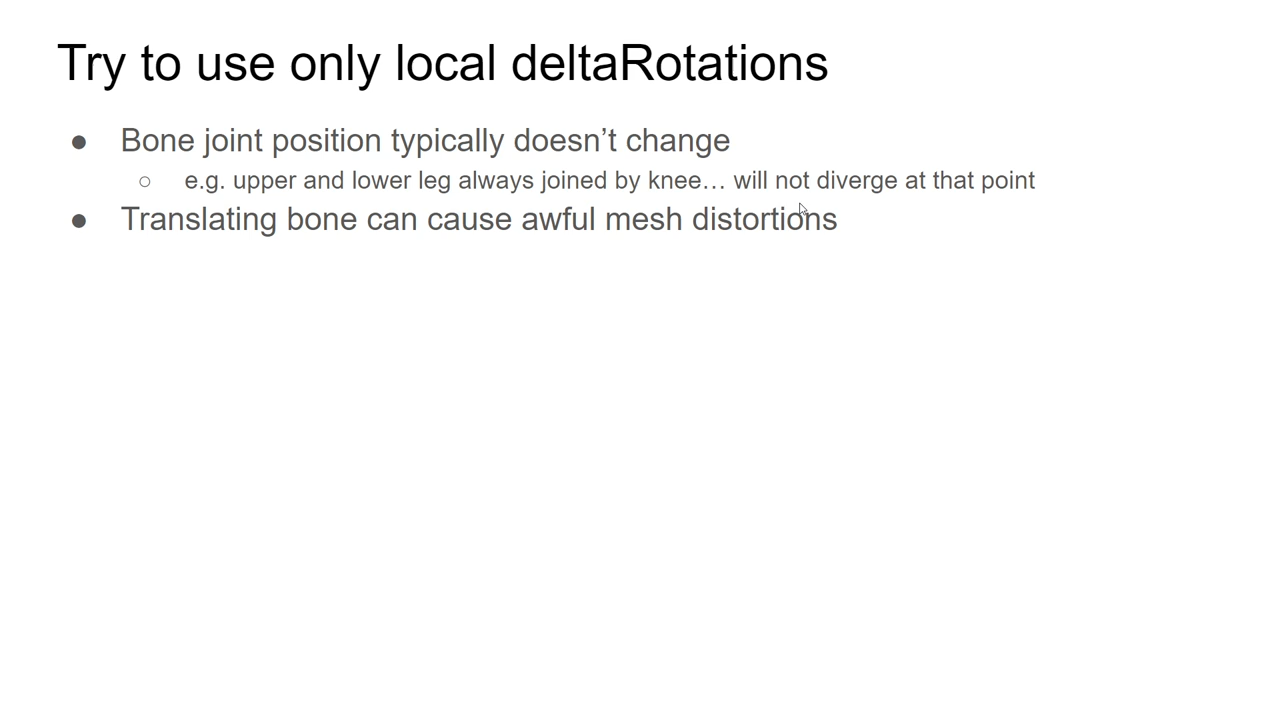 Try to use only local deltaRotations
● Bone joint position typically doesn’t change
○ e.g. upper and lower leg always joined by knee… will not diverge at that point
● Translating bone can cause awful mesh distortions